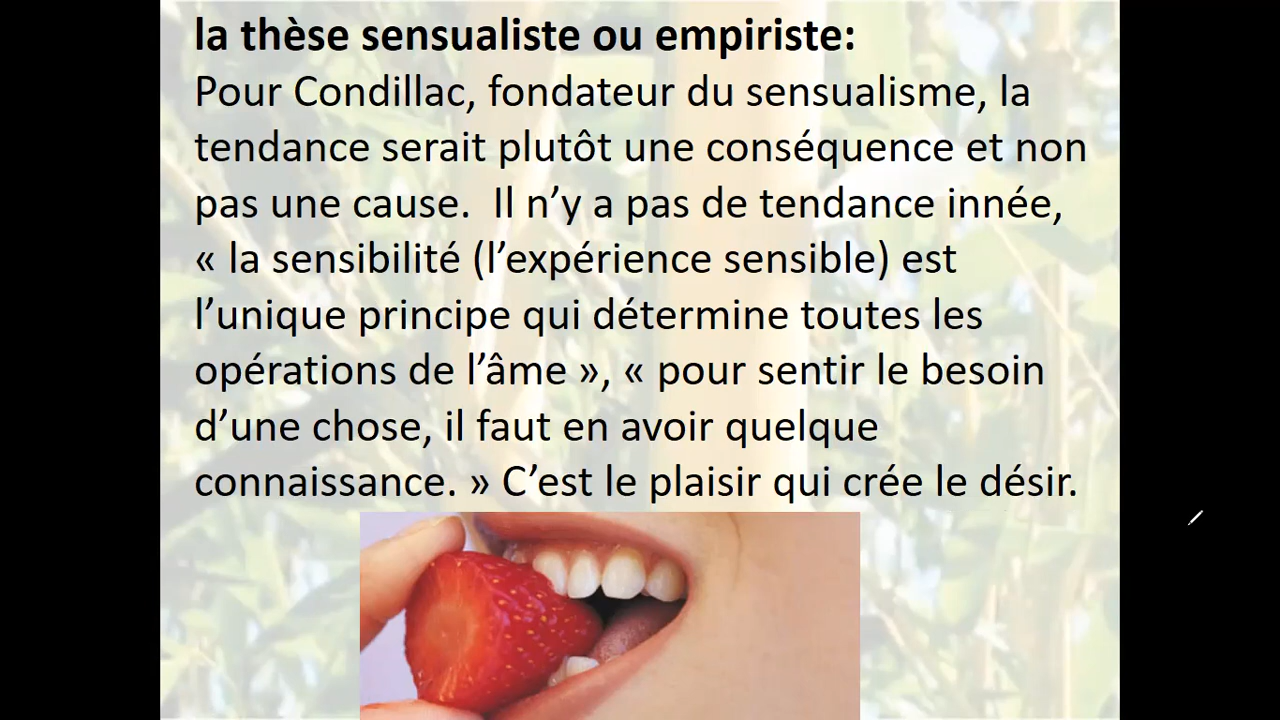 la thèse sensualiste ou empiriste:
Pour Condillac, fondateur du sensualisme, la
tendance serait plutôt une conséquence et non
pas une cause.  Il n’y a pas de tendance innée,
« la sensibilité (l’expérience sensible) est
l’unique principe qui détermine toutes les
opérations de l’âme », « pour sentir le besoin
d’une chose, il faut en avoir quelque
connaissance. » C’est le plaisir qui crée le désir.